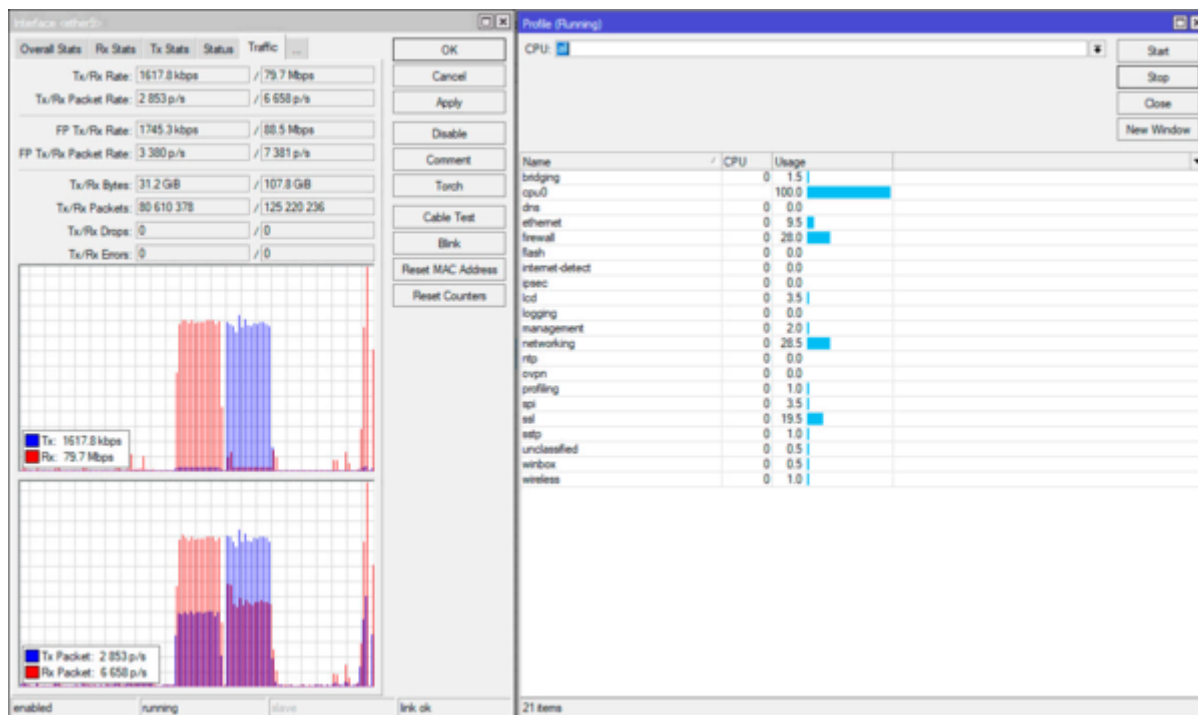 Interface <ether9>
Overall Stats Rx Stats Tx Stats Status Traffic ...
Tx/Rx Rate: 1617.8 kbps / 79.7 Mbps
Tx/Rx Packet Rate: 2 853 p/s / 6 658 p/s
FP Tx/Rx Rate: 1745.3 kbps / 88.5 Mbps
FP Tx/Rx Packet Rate: 3 380 p/s / 7 381 p/s
Tx/Rx Bytes: 31.2 GiB / 107.8 GiB
Tx/Rx Packets: 80 610 378 / 125 220 236
Tx/Rx Drops: 0 / 0
Tx/Rx Errors: 0 / 0
Tx: 1617.8 kbps
Rx: 79.7 Mbps
Tx Packet: 2 853 p/s
Rx Packet: 6 658 p/s
OK
Cancel
Apply
Disable
Comment
Torch
Cable Test
Blink
Reset MAC Address
Reset Counters
enabled running slave link ok
Profile (Running)
CPU: all
Start
Stop
Close
New Window
Name / CPU Usage
bridging 0 1.5
cpu0 100.0
dns 0 0.0
ethernet 0 9.5
firewall 0 28.0
flash 0 0.0
internet-detect 0 0.0
ipsec 0 0.0
lcd 0 3.5
logging 0 0.0
management 0 2.0
networking 0 28.5
ntp 0 0.0
ovpn 0 0.0
profiling 0 1.0
spi 0 3.5
ssl 0 19.5
sstp 0 1.0
unclassified 0 0.5
winbox 0 0.5
wireless 0 1.0
21 items